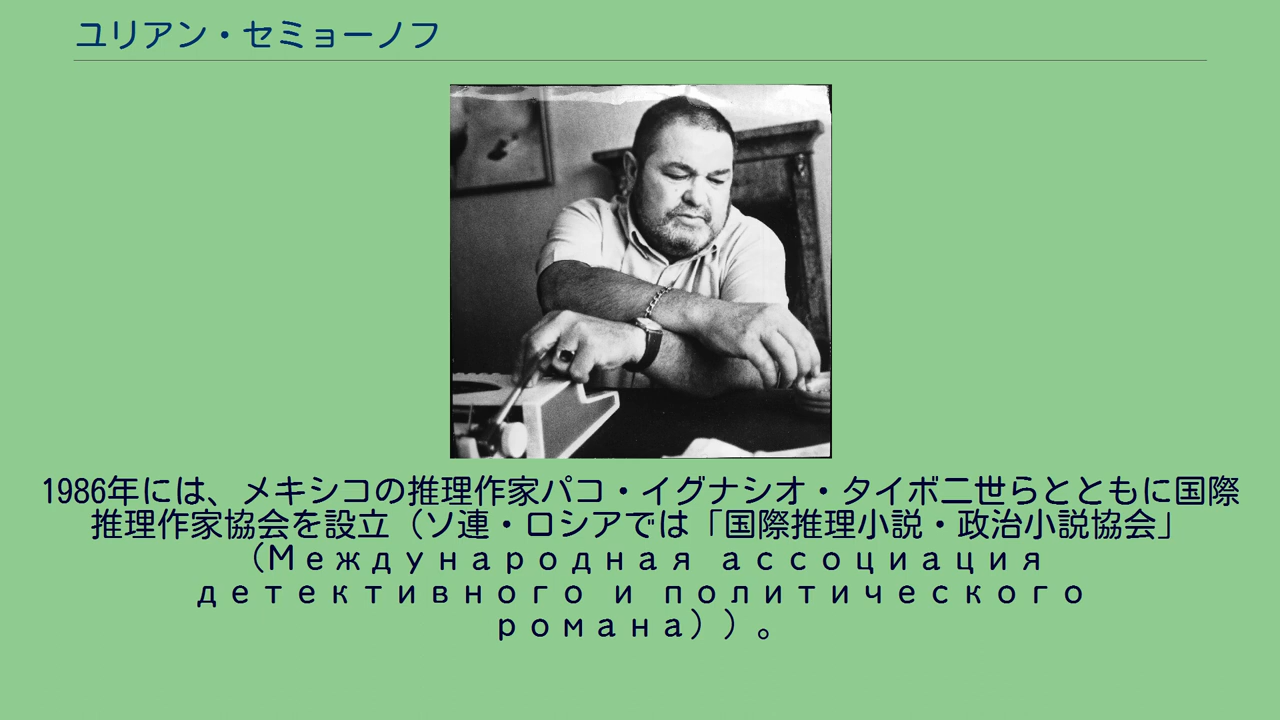 ユリアン・セミョーノフ
1986年には、メキシコの推理作家パコ・イグナシオ・タイボ二世らとともに国際
推理作家協会を設立（ソ連・ロシアでは「国際推理小説・政治小説協会」
（Международная ассоциация
детективного и политического
романа））。